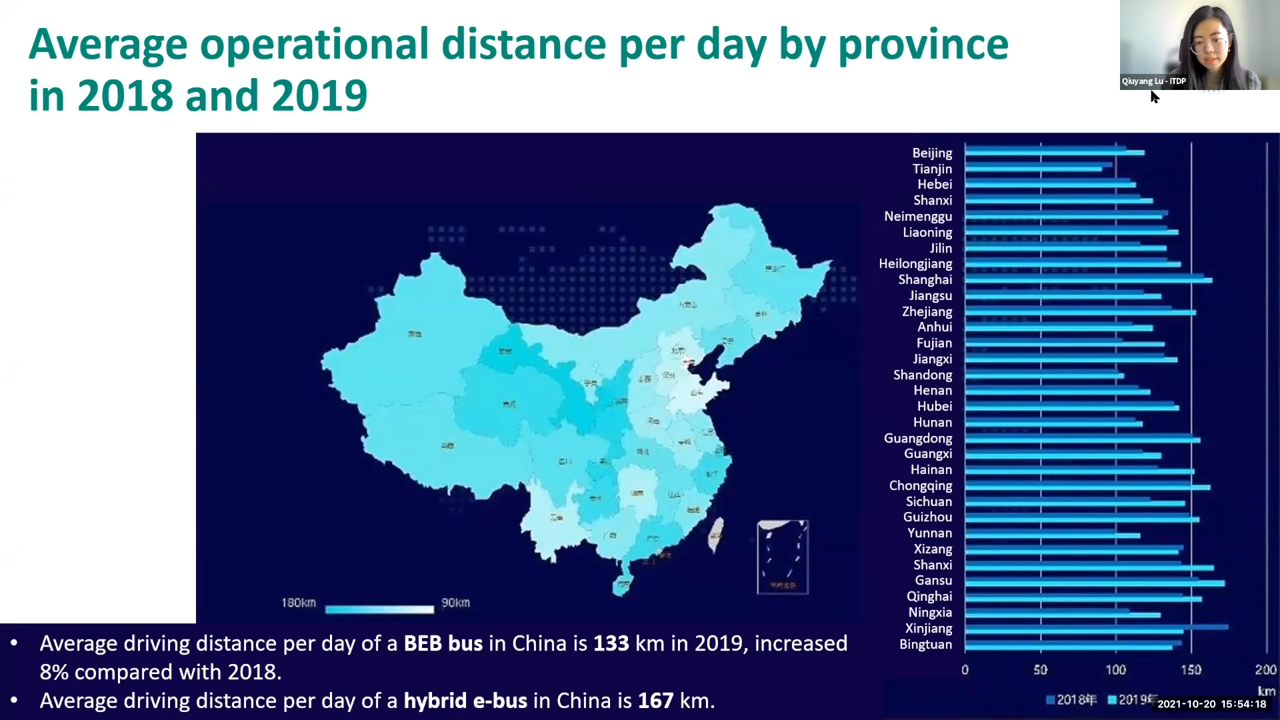 Average operational distance per day by province
in 2018 and 2019
Qiuyang Lu - ITDP
Beijing
Tianjin
Hebei
Shanxi
Neimenggu
Liaoning
Jilin
Heilongjiang
Shanghai
Jiangsu
Zhejiang
Anhui
Fujian
Jiangxi
Shandong
Henan
Hubei
Hunan
Guangdong
Guangxi
Hainan
Chongqing
Sichuan
Guizhou
Yunnan
Xizang
Shanxi
Gansu
Qinghai
Ningxia
Xinjiang
Bingtuan
0 50 100 150 200
km
2018年 2019年
180km 90km
• Average driving distance per day of a BEB bus in China is 133 km in 2019, increased
8% compared with 2018.
• Average driving distance per day of a hybrid e-bus in China is 167 km.
2021-10-20 15:54:18